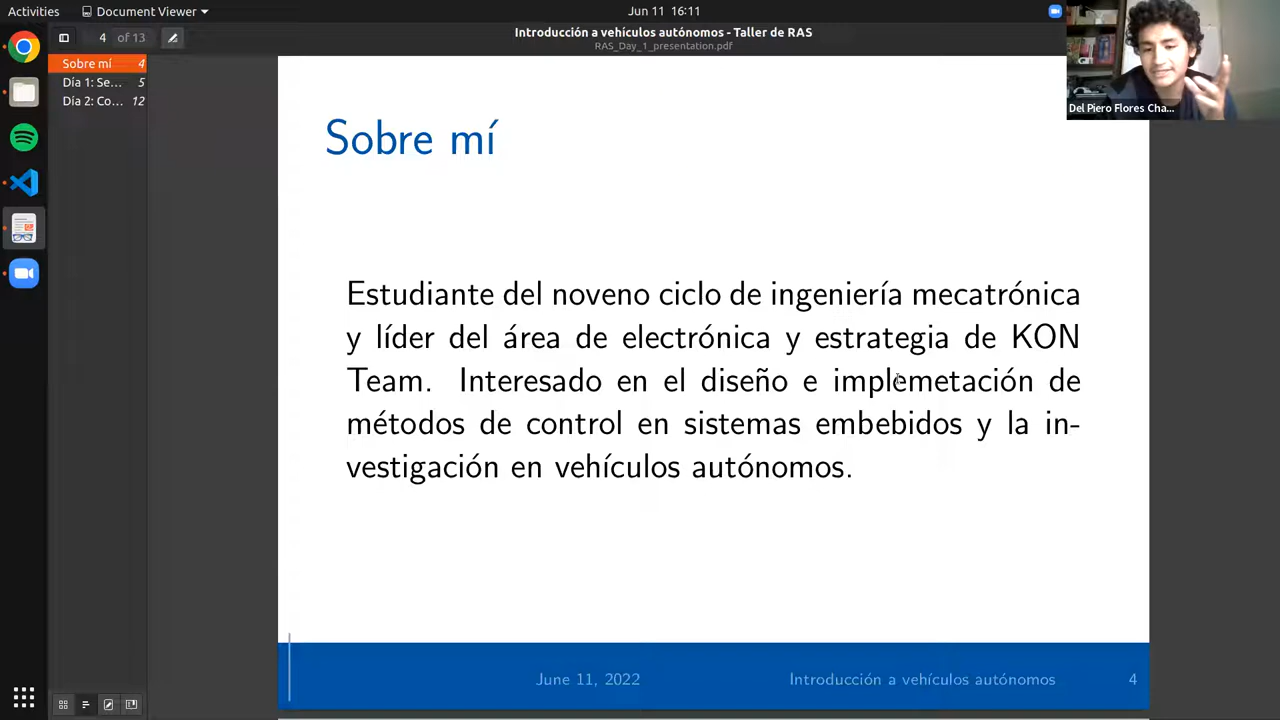 Activities
Document Viewer
Jun 11 16:11
4 of 13
Introducción a vehículos autónomos - Taller de RAS
RAS_Day_1_presentation.pdf
Sobre mí 4
Día 1: Se... 5
Día 2: Co... 12
Del Piero Flores Cha...
Sobre mí
Estudiante del noveno ciclo de ingeniería mecatrónica
y líder del área de electrónica y estrategia de KON
Team. Interesado en el diseño e implemetación de
métodos de control en sistemas embebidos y la in-
vestigación en vehículos autónomos.
June 11, 2022
Introducción a vehículos autónomos
4